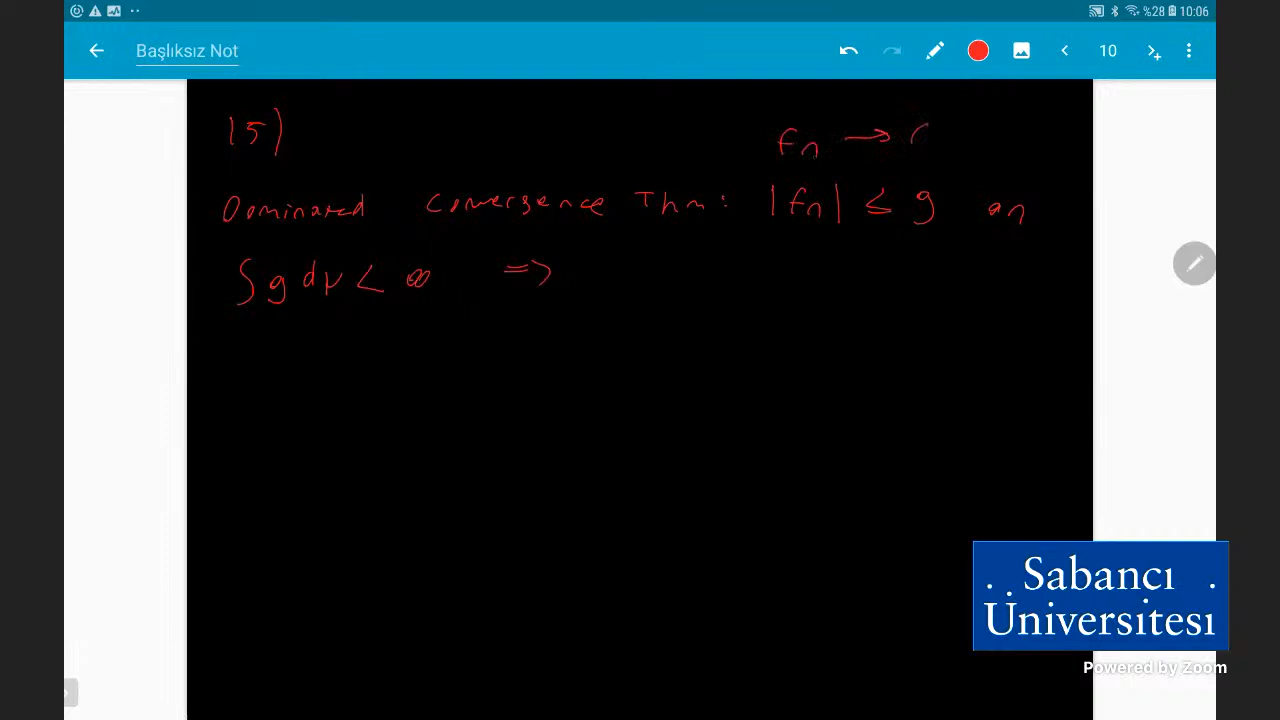 %28 10:06
Başlıksız Not
10
15)
fn →
Dominated Convergence Thm: |fn| ≤ g an
∫ g dμ < ∞ =>
Sabancı
Üniversitesi
Powered by Zoom